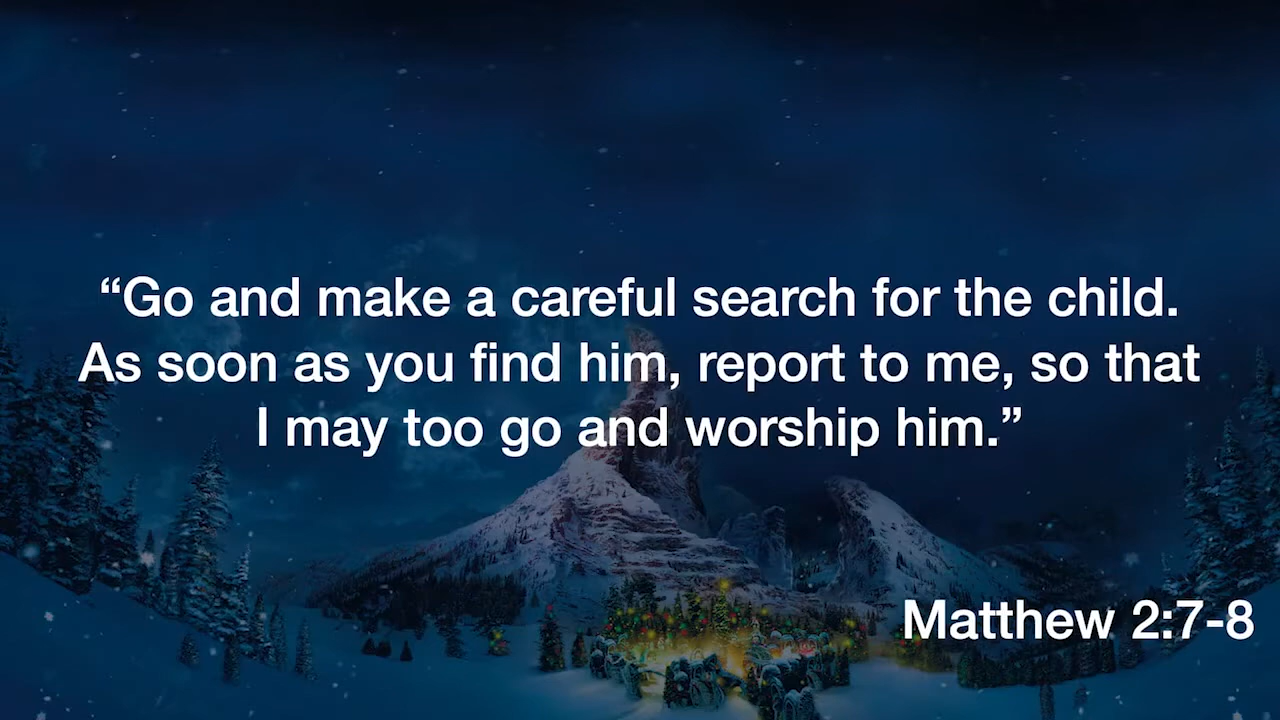 “Go and make a careful search for the child.
As soon as you find him, report to me, so that
I may too go and worship him.”
Matthew 2:7-8